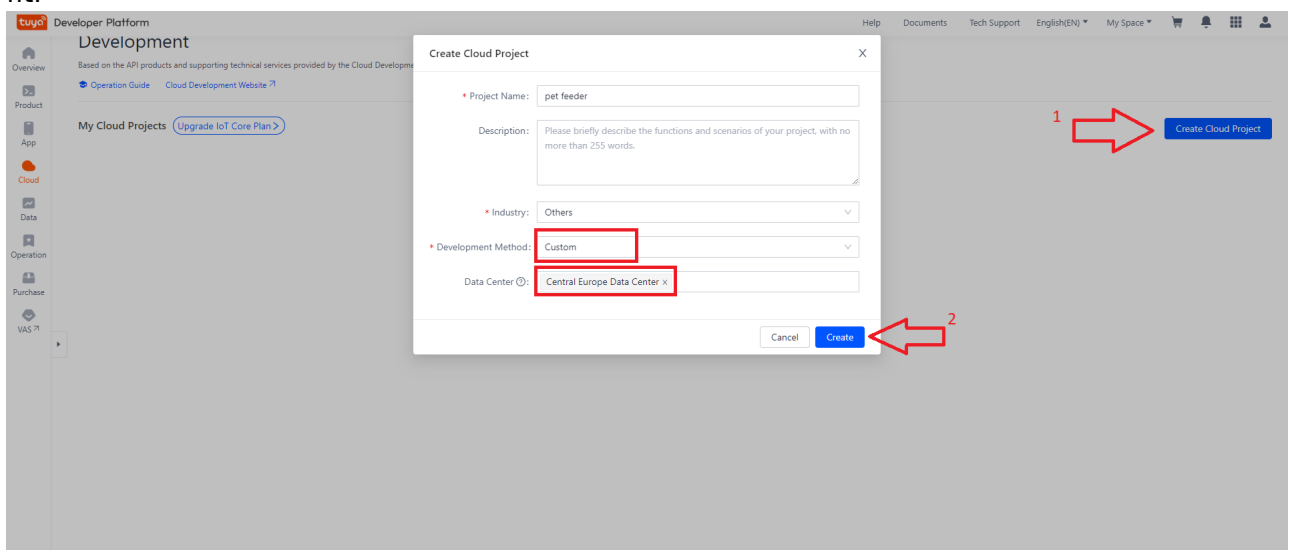 tuya Developer Platform
Help Documents Tech Support English(EN) My Space
Overview
Product
App
Cloud
Data
Operation
Purchase
VAS
Development
Based on the API products and supporting technical services provided by the Cloud Developme
Operation Guide Cloud Development Website
My Cloud Projects Upgrade IoT Core Plan >
1
Create Cloud Project
Create Cloud Project X
* Project Name: pet feeder
Description: Please briefly describe the functions and scenarios of your project, with no
more than 255 words.
* Industry: Others
* Development Method: Custom
Data Center ?: Central Europe Data Center ×
Cancel Create
2